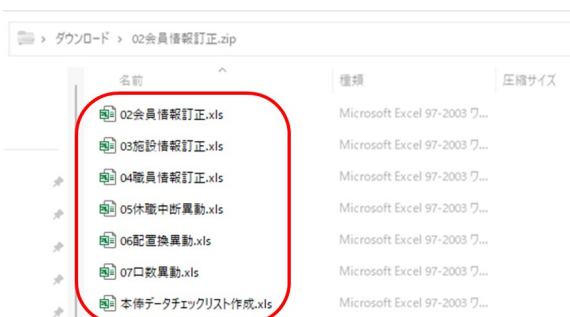 ダウンロード > 02会員情報訂正.zip
名前 種類 圧縮サイズ
02会員情報訂正.xls Microsoft Excel 97-2003 ワ...
03施設情報訂正.xls Microsoft Excel 97-2003 ワ...
04職員情報訂正.xls Microsoft Excel 97-2003 ワ...
05休職中断異動.xls Microsoft Excel 97-2003 ワ...
06配置換異動.xls Microsoft Excel 97-2003 ワ...
07口数異動.xls Microsoft Excel 97-2003 ワ...
本俸データチェックリスト作成.xls Microsoft Excel 97-2003 ワ...